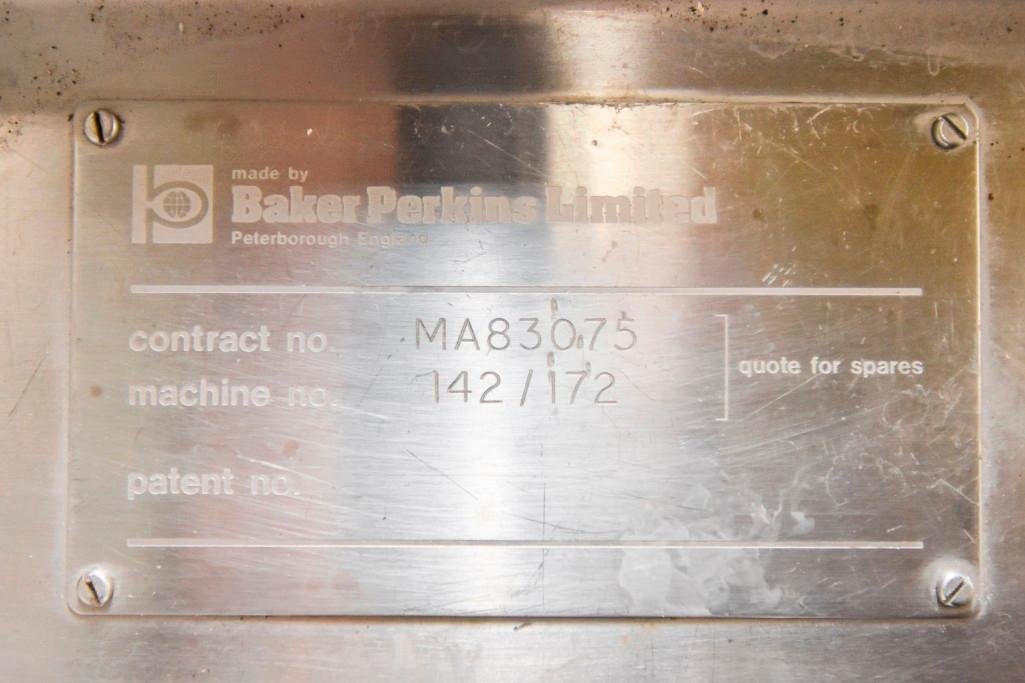 made by
Baker Perkins Limited
Peterborough England
contract no. MA83075
machine no. 142/172
quote for spares
patent no.